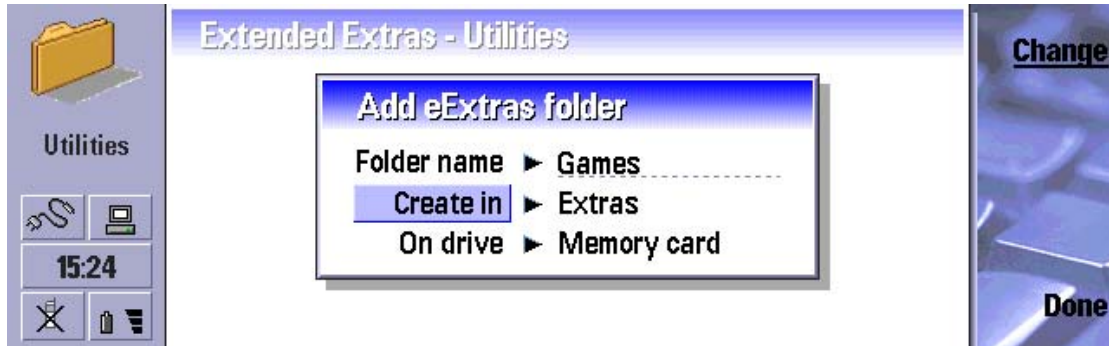 Extended Extras - Utilities
Change
Add eExtras folder
Utilities
Folder name Games
Create in Extras
On drive Memory card
15:24
Done